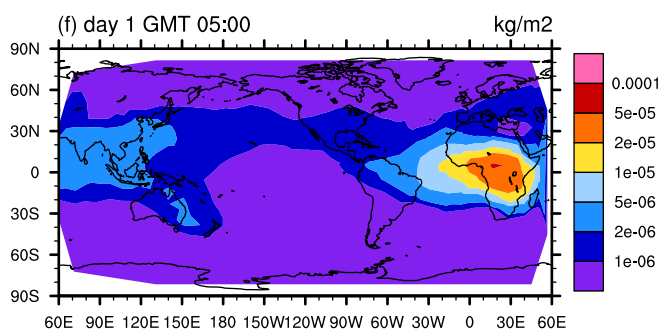 (f) day 1 GMT 05:00 kg/m2
90N
60N
30N
0
30S
60S
90S
60E 90E 120E 150E 180 150W 120W 90W 60W 30W 0 30E 60E
0.0001
5e-05
2e-05
1e-05
5e-06
2e-06
1e-06